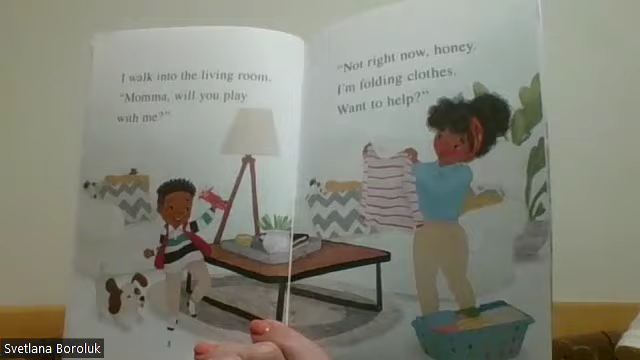 I walk into the living room.
"Momma, will you play
with me?"
"Not right now, honey.
I'm folding clothes.
Want to help?"
Svetlana Boroluk